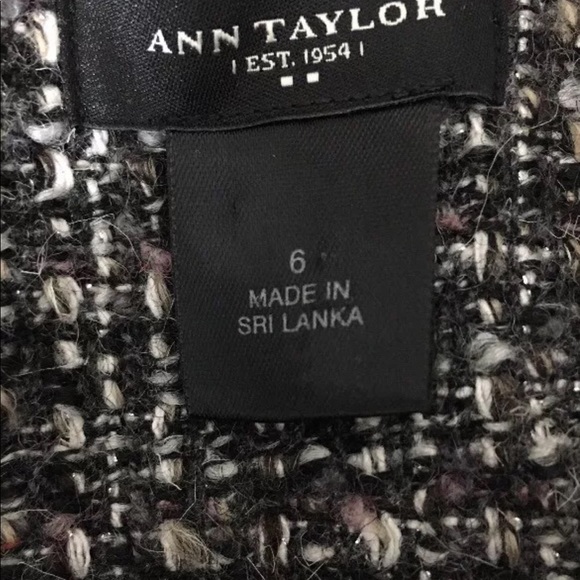 ANN TAYLOR
| EST. 1954 |
6
MADE IN
SRI LANKA